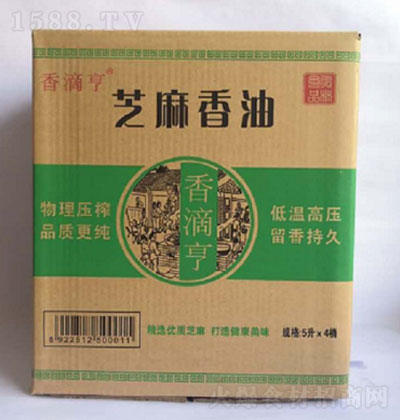 1588.TV
香滴亨®
芝麻香油
物理压榨
品质更纯
香滴亨
低温高压
留香持久
精选优质芝麻 打造健康美味
规格:5升x4桶